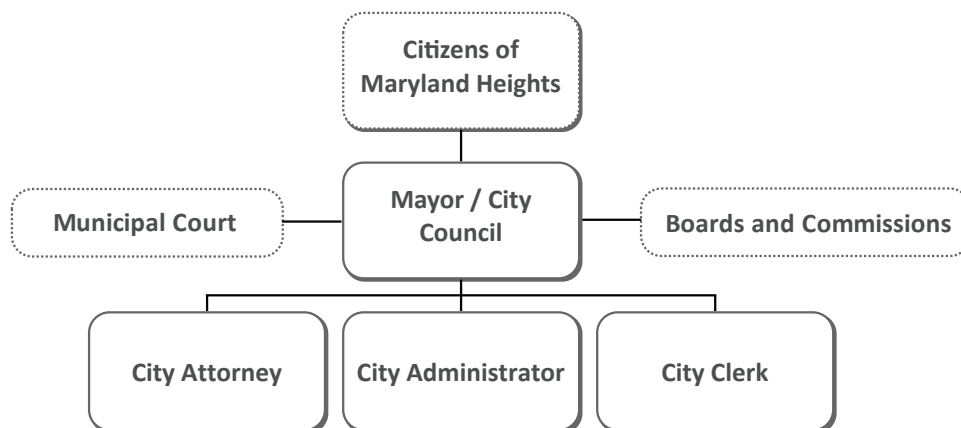 Citizens of
Maryland Heights
Mayor / City
Council
Municipal Court
Boards and Commissions
City Attorney
City Administrator
City Clerk